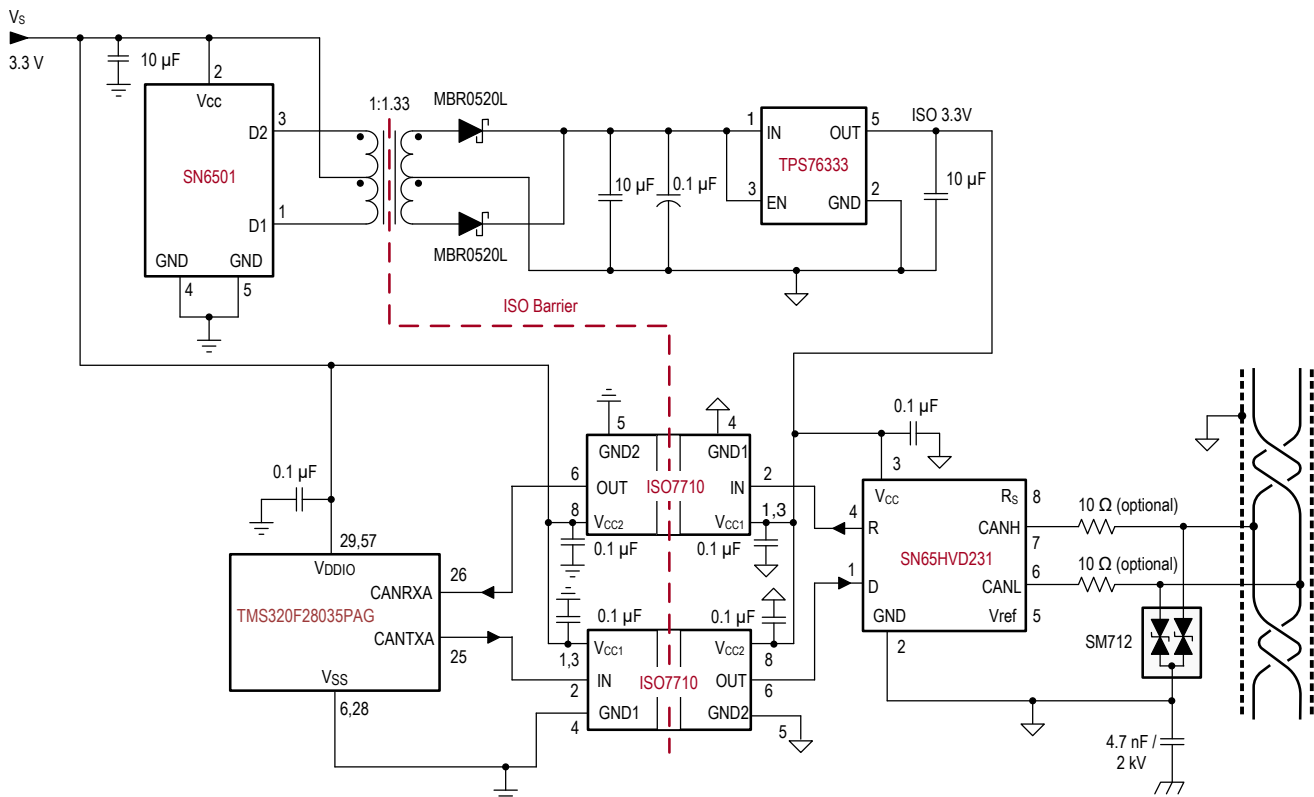 VS
3.3 V
10 µF
2
Vcc
D2
3
SN6501
D1
1
GND
GND
4
5
1:1.33
MBR0520L
MBR0520L
10 µF
0.1 µF
1
IN
OUT
5
TPS76333
3
EN
GND
2
ISO 3.3V
10 µF
ISO Barrier
0.1 µF
29,57
VDDIO
TMS320F28035PAG
CANRXA
26
CANTXA
25
VSS
6,28
5
GND2
6
OUT
8
VCC2
0.1 µF
ISO7710
4
GND1
2
IN
1,3
VCC1
0.1 µF
0.1 µF
1,3
VCC1
2
IN
4
GND1
ISO7710
0.1 µF
VCC2
8
OUT
6
GND2
5
0.1 µF
3
VCC
RS
8
4
R
CANH
7
SN65HVD231
1
D
CANL
6
GND
Vref
5
2
10 Ω (optional)
10 Ω (optional)
SM712
4.7 nF /
2 kV